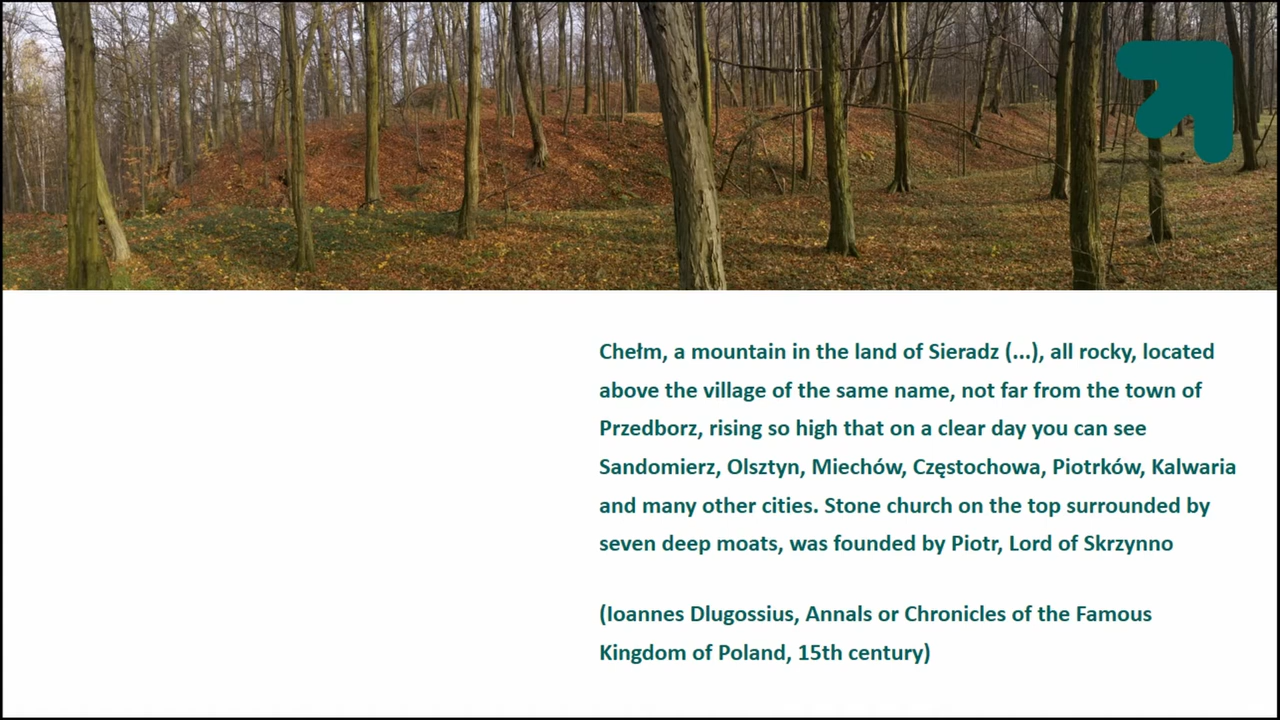 Chełm, a mountain in the land of Sieradz (...), all rocky, located
above the village of the same name, not far from the town of
Przedborz, rising so high that on a clear day you can see
Sandomierz, Olsztyn, Miechów, Częstochowa, Piotrków, Kalwaria
and many other cities. Stone church on the top surrounded by
seven deep moats, was founded by Piotr, Lord of Skrzynno
(Ioannes Dlugossius, Annals or Chronicles of the Famous
Kingdom of Poland, 15th century)